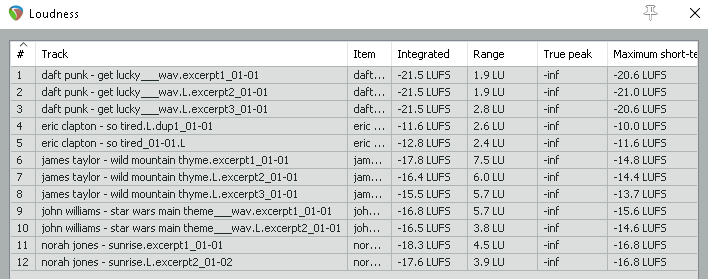 Loudness
# Track Item Integrated Range True peak Maximum short-te
1 daft punk - get lucky___wav.excerpt1_01-01 daft... -21.5 LUFS 1.9 LU -inf -20.6 LUFS
2 daft punk - get lucky___wav.L.excerpt2_01-01 daft... -21.5 LUFS 1.9 LU -inf -21.0 LUFS
3 daft punk - get lucky___wav.L.excerpt3_01-01 daft... -21.5 LUFS 2.8 LU -inf -20.6 LUFS
4 eric clapton - so tired.L.dup1_01-01 eric ... -11.6 LUFS 2.6 LU -inf -10.0 LUFS
5 eric clapton - so tired_01-01.L eric ... -12.8 LUFS 2.4 LU -inf -11.6 LUFS
6 james taylor - wild mountain thyme.excerpt1_01-01 jam... -17.8 LUFS 7.5 LU -inf -14.8 LUFS
7 james taylor - wild mountain thyme.L.excerpt2_01-01 jam... -16.4 LUFS 6.0 LU -inf -14.4 LUFS
8 james taylor - wild mountain thyme.L.excerpt3_01-01 jam... -15.5 LUFS 5.7 LU -inf -13.7 LUFS
9 john williams - star wars main theme___wav.excerpt1_01-01 joh... -16.8 LUFS 5.7 LU -inf -15.6 LUFS
10 john williams - star wars main theme___wav.L.excerpt2_01-01 joh... -16.5 LUFS 3.8 LU -inf -14.6 LUFS
11 norah jones - sunrise.excerpt1_01-01 nor... -18.3 LUFS 4.5 LU -inf -16.8 LUFS
12 norah jones - sunrise.L.excerpt2_01-02 nor... -17.6 LUFS 3.9 LU -inf -16.8 LUFS